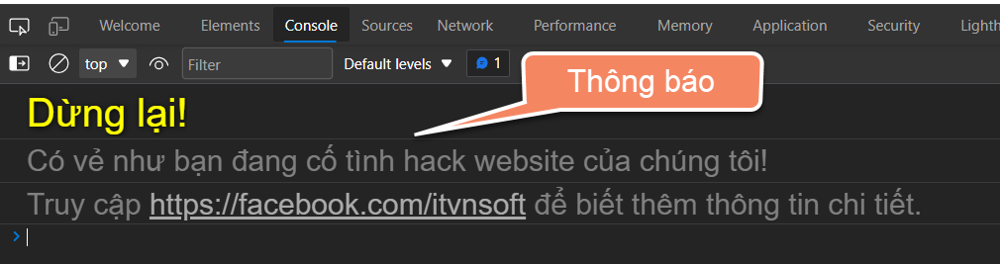 Welcome Elements Console Sources Network Performance Memory Application Security Lighth
top Filter Default levels 1
Thông báo
Dừng lại!
Có vẻ như bạn đang cố tình hack website của chúng tôi!
Truy cập https://facebook.com/itvnsoft để biết thêm thông tin chi tiết.